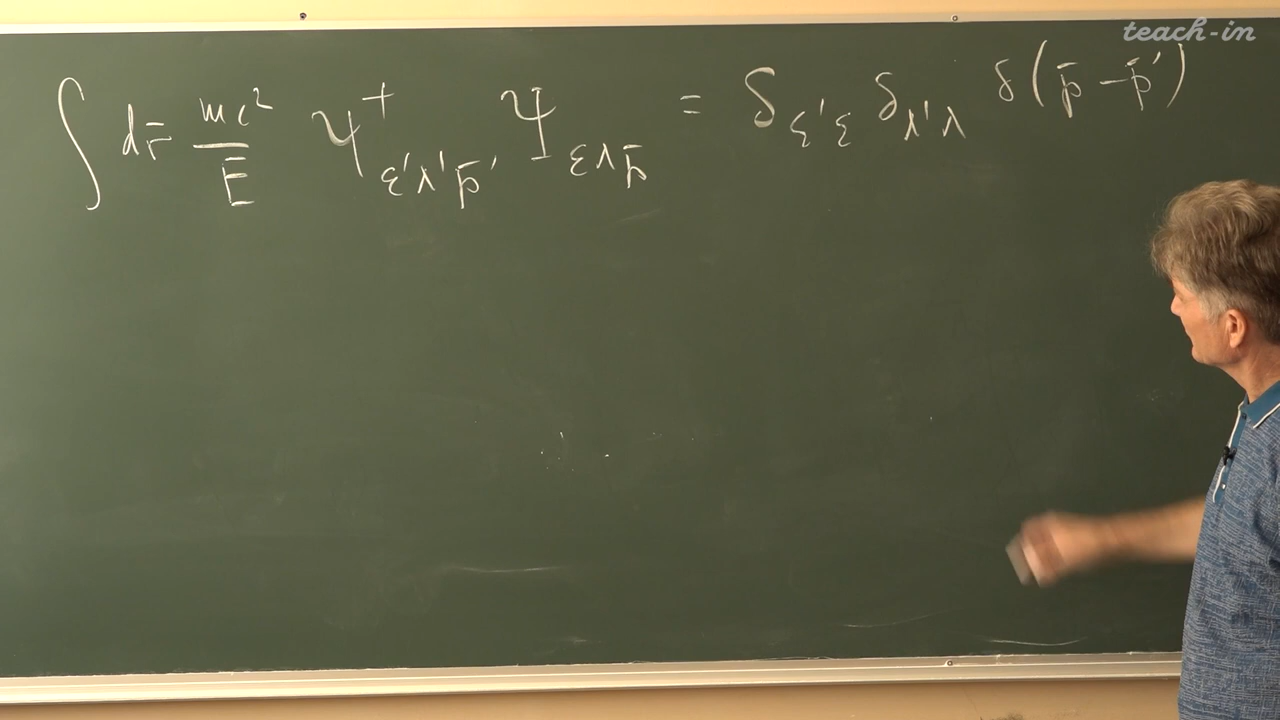 teach-in
∫ dr̄ mc²/E ψ⁺_{ε'λ'p̄'} Ψ_{ελp̄} = δ_{ε'ε} δ_{λ'λ} δ(p̄ − p̄')